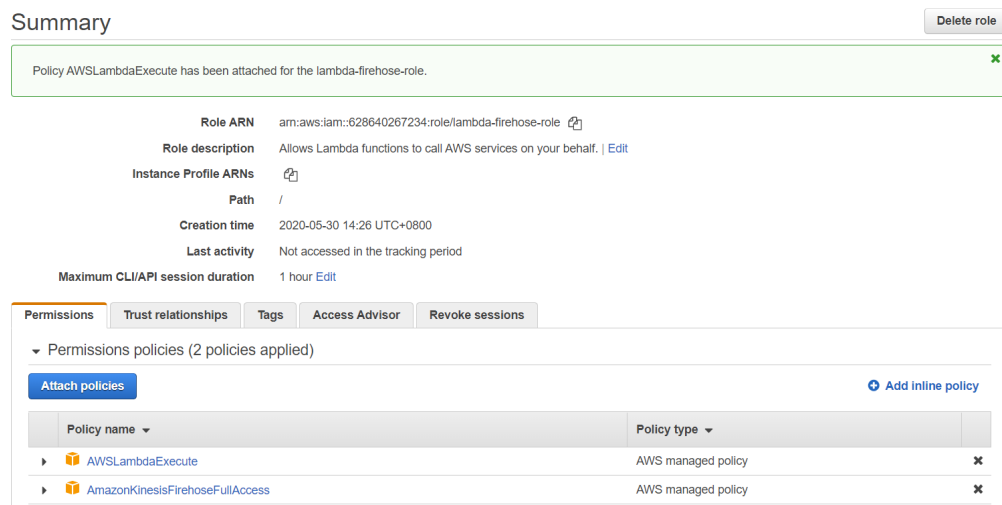 Summary
Delete role
Policy AWSLambdaExecute has been attached for the lambda-firehose-role.
Role ARN arn:aws:iam::628640267234:role/lambda-firehose-role
Role description Allows Lambda functions to call AWS services on your behalf. | Edit
Instance Profile ARNs
Path /
Creation time 2020-05-30 14:26 UTC+0800
Last activity Not accessed in the tracking period
Maximum CLI/API session duration 1 hour Edit
Permissions Trust relationships Tags Access Advisor Revoke sessions
Permissions policies (2 policies applied)
Attach policies Add inline policy
Policy name Policy type
AWSLambdaExecute AWS managed policy
AmazonKinesisFirehoseFullAccess AWS managed policy